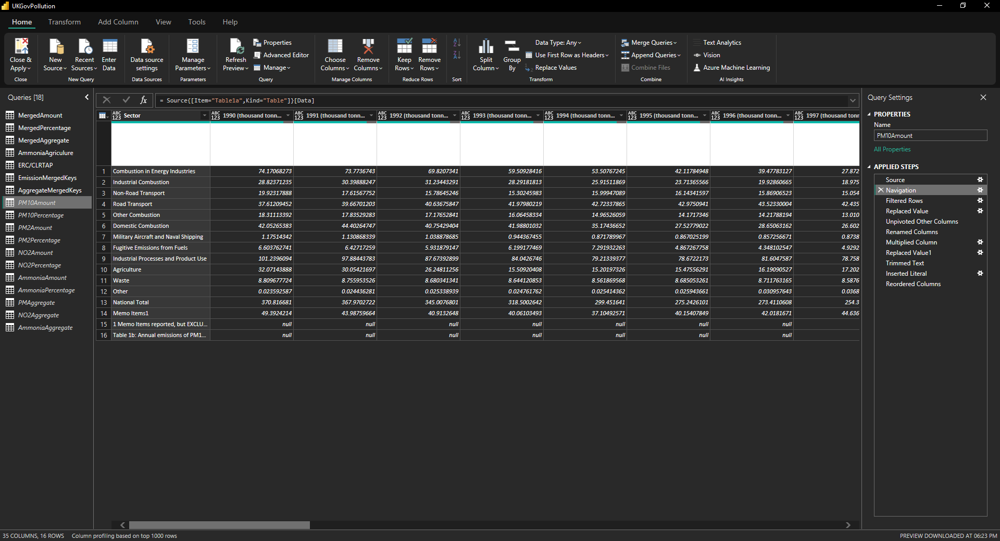 UKGovPollution
Home Transform Add Column View Tools Help
Close & Apply
Close
New Source
Recent Sources
Enter Data
New Query
Data source settings
Data Sources
Manage Parameters
Parameters
Refresh Preview
Properties
Advanced Editor
Manage
Query
Choose Columns
Remove Columns
Manage Columns
Keep Rows
Remove Rows
Reduce Rows
A Z
Z A
Sort
Split Column
Group By
Data Type: Any
Use First Row as Headers
1 2 Replace Values
Transform
Merge Queries
Append Queries
Combine Files
Combine
Text Analytics
Vision
Azure Machine Learning
AI Insights
Queries [18]
MergedAmount
MergedPercentage
MergedAggregate
AmmoniaAgriculure
ERC/CLRTAP
EmissionMergedKeys
AggregateMergedKeys
PM10Amount
PM10Percentage
PM2Amount
PM2Percentage
NO2Amount
NO2Percentage
AmmoniaAmount
AmmoniaPercentage
PMAggregate
NO2Aggregate
AmmoniaAggregate
fx = Source{[Item="Table1a",Kind="Table"]}[Data]
ABC 123 Sector ABC 123 1990 (thousand tonn... ABC 123 1991 (thousand tonn... ABC 123 1992 (thousand tonn... ABC 123 1993 (thousand tonn... ABC 123 1994 (thousand tonn... ABC 123 1995 (thousand tonn... ABC 123 1996 (thousand tonn... ABC 123 1997 (thousand tonn
1 Combustion in Energy Industries 74.17068273 73.7736743 69.8207341 59.50928416 53.50767245 42.11784948 39.47783127 27.872
2 Industrial Combustion 28.82371235 30.39888247 31.23443291 28.29181813 25.91511869 23.71365566 19.92860665 18.975
3 Non-Road Transport 19.92317888 17.61567752 15.78645246 15.30245983 15.99947089 16.14341597 15.86906523 15.054
4 Road Transport 37.61209452 39.66701203 40.63675847 41.97980219 42.72337865 42.9750941 43.52330004 42.435
5 Other Combustion 18.31113392 17.83529283 17.17652841 16.06458334 14.96526059 14.1717346 14.21788194 13.010
6 Domestic Combustion 42.05265383 44.40264747 40.75429404 41.98801032 35.17436652 27.52779022 28.65063162 26.602
7 Military Aircraft and Naval Shipping 1.17514342 1.130868339 1.038878685 0.944367455 0.871789967 0.867025199 0.857256671 0.8738
8 Fugitive Emissions from Fuels 6.603762741 6.42717259 5.931879147 6.199177469 7.291932263 4.867267758 4.348102547 4.9292
9 Industrial Processes and Product Use 101.2396094 97.88443783 87.67392899 84.0426746 79.21339377 78.6722173 81.6047587 78.758
10 Agriculture 32.07143888 30.05421697 26.24811256 15.50920408 15.20197326 15.47556291 16.19090527 17.202
11 Waste 8.809677724 8.755953526 8.680341341 8.644120853 8.561869568 8.685053261 8.711763165 8.5876
12 Other 0.023592587 0.024436281 0.025338939 0.024761762 0.025414362 0.025943661 0.030957643 0.0368
13 National Total 370.816681 367.9702722 345.0076801 318.5002642 299.451641 275.2426101 273.4110608 254.3
14 Memo Items1 49.3924214 43.98759664 40.9132648 40.06103493 37.10492571 40.15407849 42.0181671 44.636
15 1 Memo Items reported, but EXCLU... null null null null null null null
16 Table 1b: Annual emissions of PM1... null null null null null null null
Query Settings
PROPERTIES
Name
PM10Amount
All Properties
APPLIED STEPS
Source
Navigation
Filtered Rows
Replaced Value
Unpivoted Other Columns
Renamed Columns
Multiplied Column
Replaced Value1
Trimmed Text
Inserted Literal
Reordered Columns
35 COLUMNS, 16 ROWS Column profiling based on top 1000 rows PREVIEW DOWNLOADED AT 06:23 PM